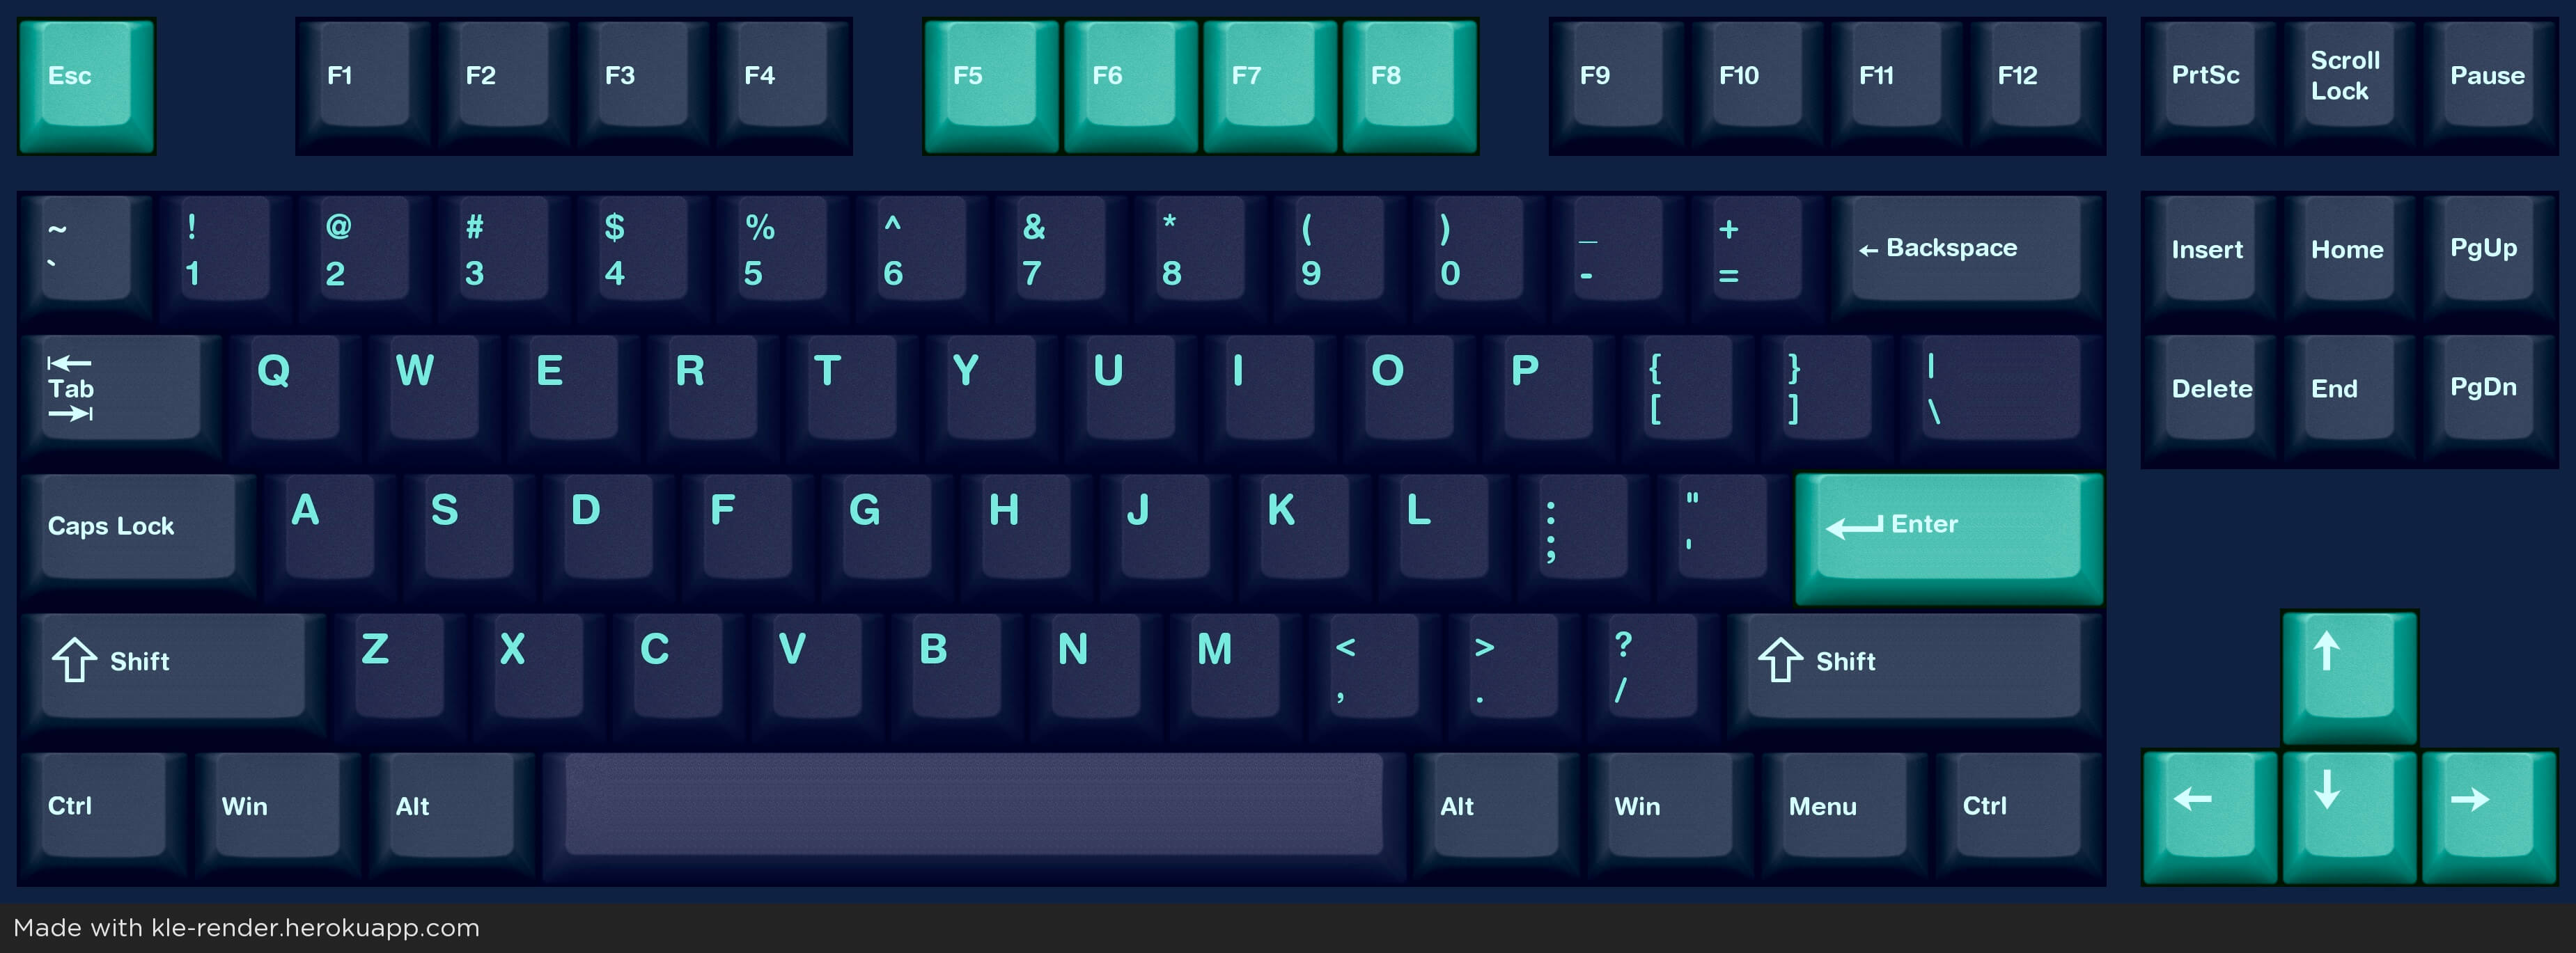 Esc F1 F2 F3 F4 F5 F6 F7 F8 F9 F10 F11 F12 PrtSc Scroll Lock Pause
~ ! @ # $ % ^ & * ( ) _ +
` 1 2 3 4 5 6 7 8 9 0 - = ← Backspace Insert Home PgUp
Tab Q W E R T Y U I O P { } |
[ ] \ Delete End PgDn
Caps Lock A S D F G H J K L : " ← Enter
; '
Shift Z X C V B N M < > ? Shift ↑
, . /
Ctrl Win Alt Alt Win Menu Ctrl ← ↓ →
Made with kle-render.herokuapp.com